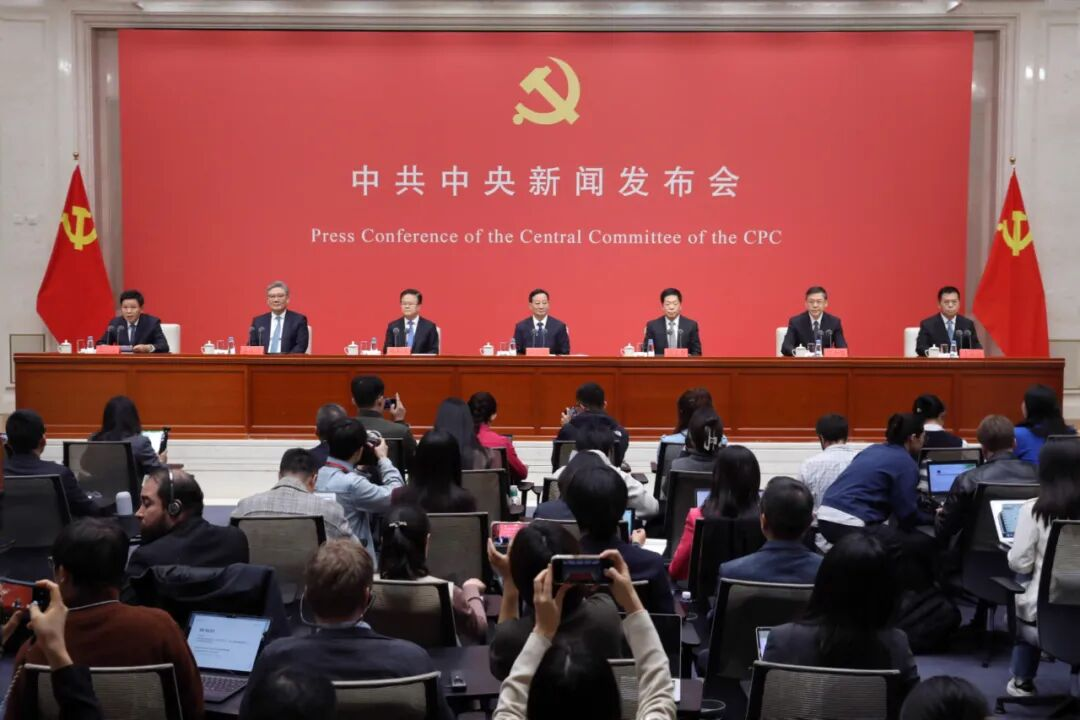 中共中央新闻发布会
Press Conference of the Central Committee of the CPC